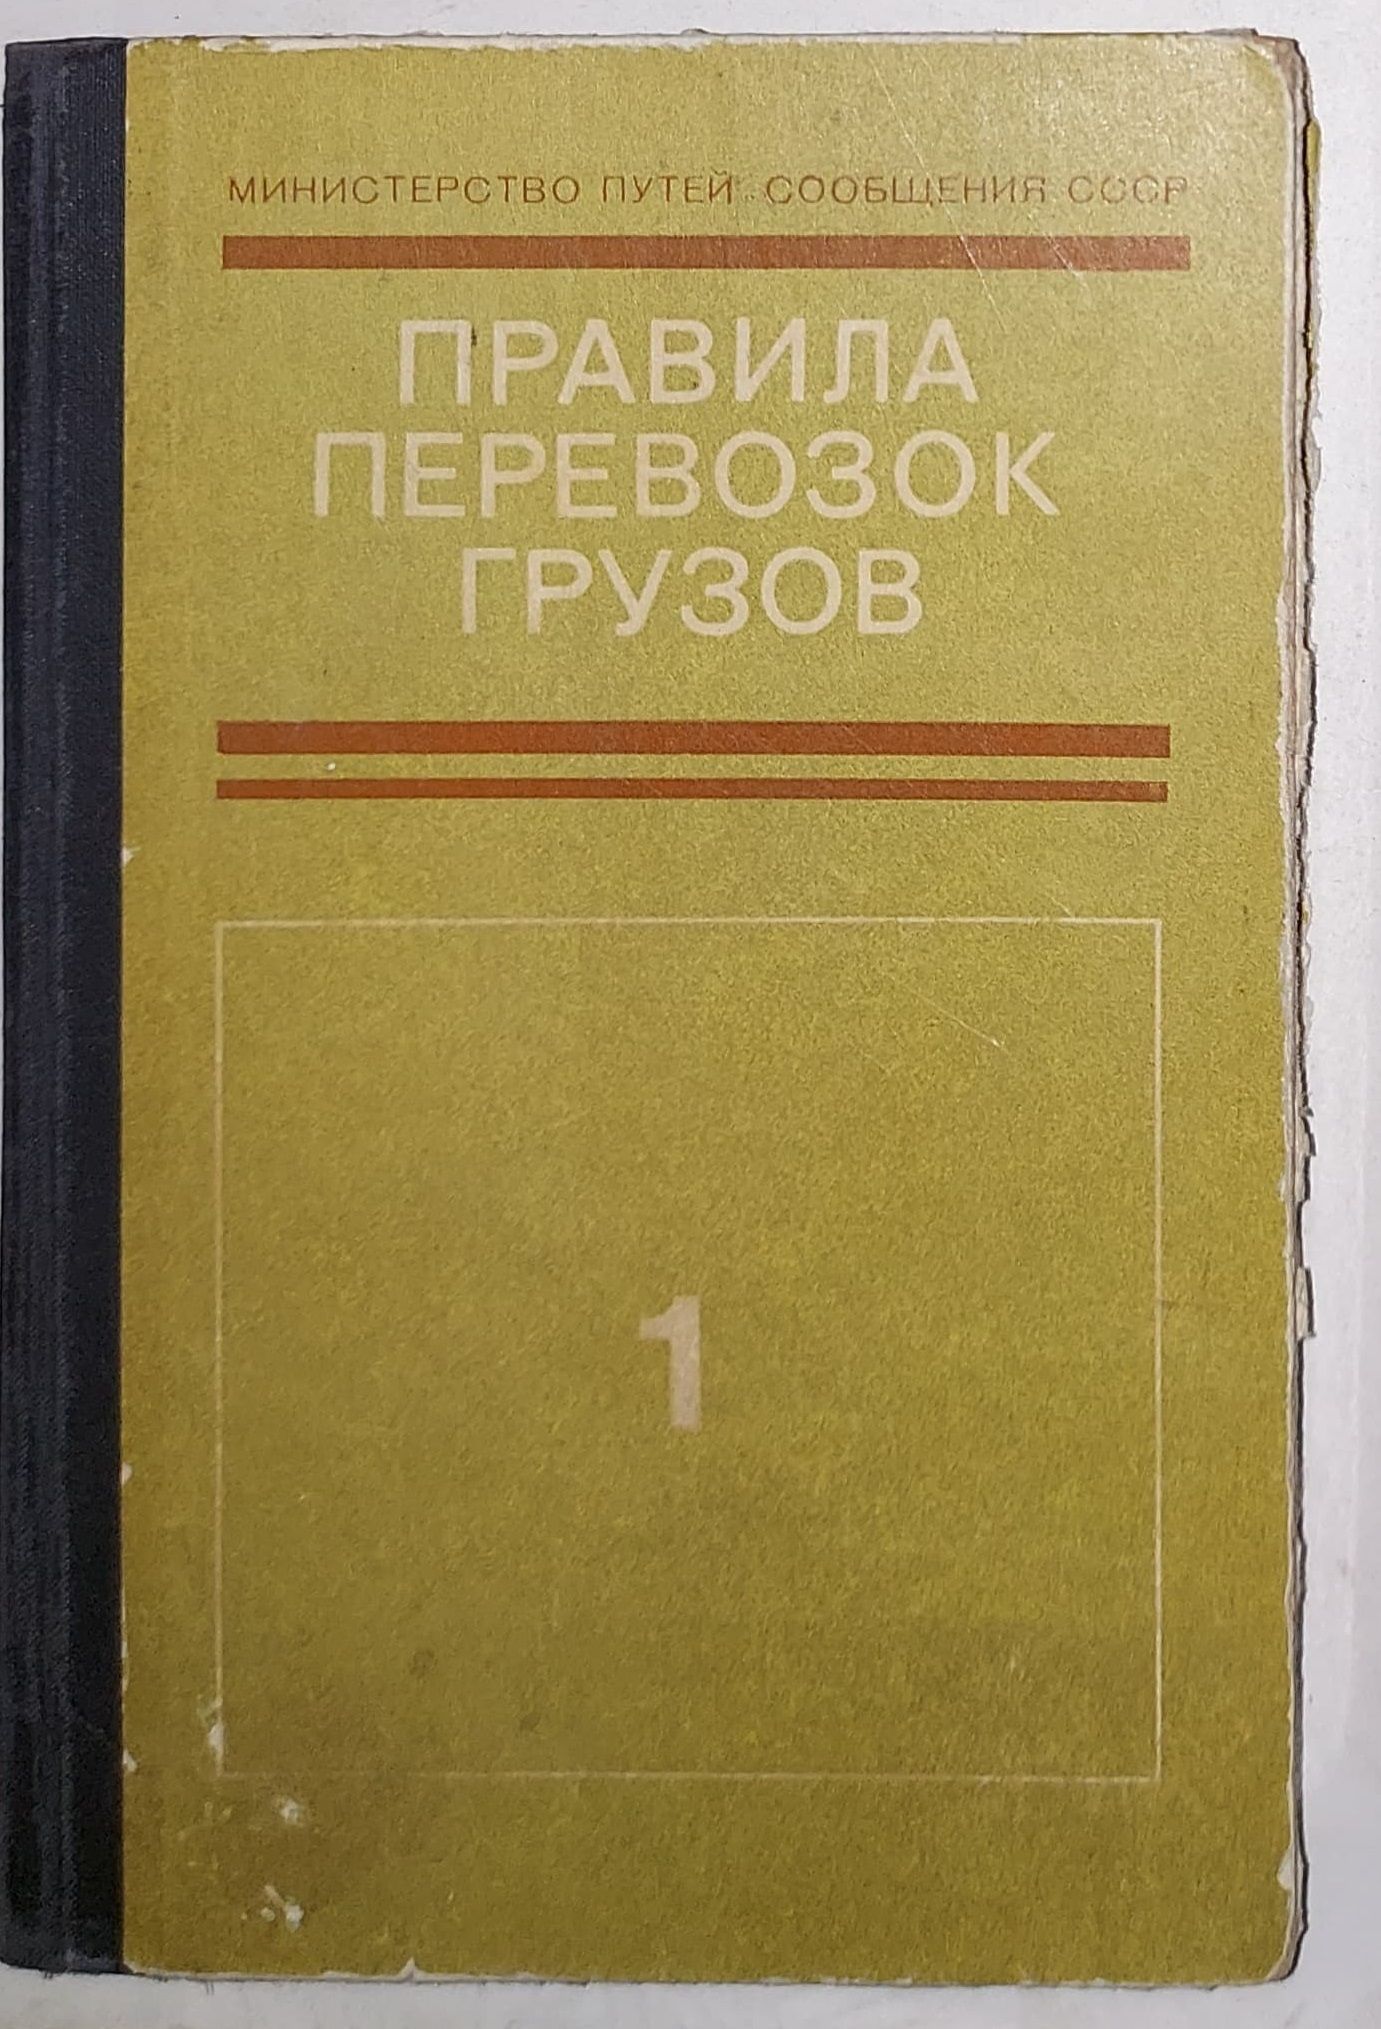 МИНИСТЕРСТВО ПУТЕЙ СООБЩЕНИЯ СССР
ПРАВИЛА
ПЕРЕВОЗОК
ГРУЗОВ
1